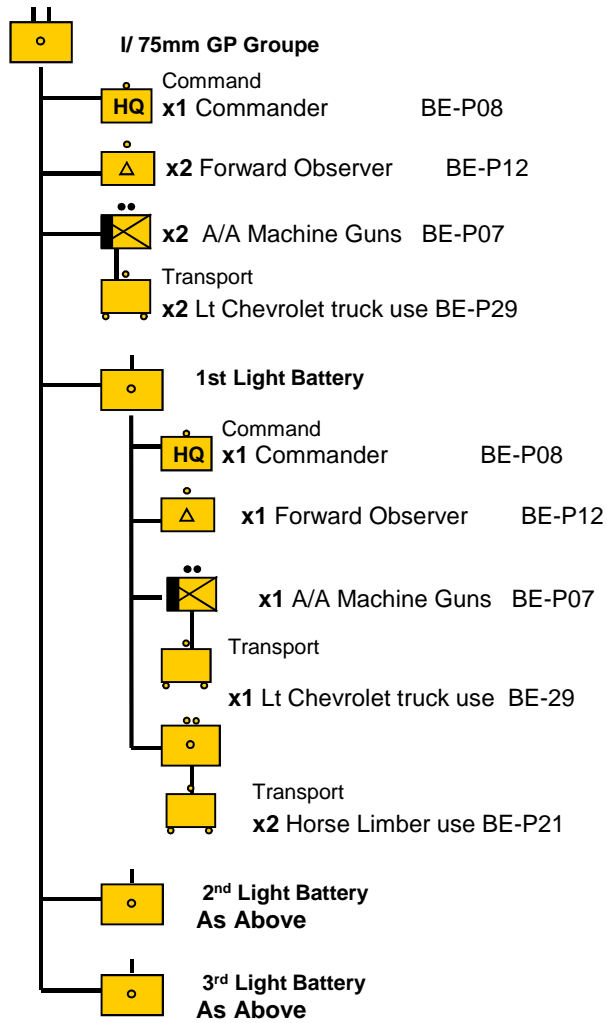 I/ 75mm GP Groupe
Command
HQ x1 Commander BE-P08
x2 Forward Observer BE-P12
x2 A/A Machine Guns BE-P07
Transport
x2 Lt Chevrolet truck use BE-P29
1st Light Battery
Command
HQ x1 Commander BE-P08
x1 Forward Observer BE-P12
x1 A/A Machine Guns BE-P07
Transport
x1 Lt Chevrolet truck use BE-29
Transport
x2 Horse Limber use BE-P21
2nd Light Battery
As Above
3rd Light Battery
As Above